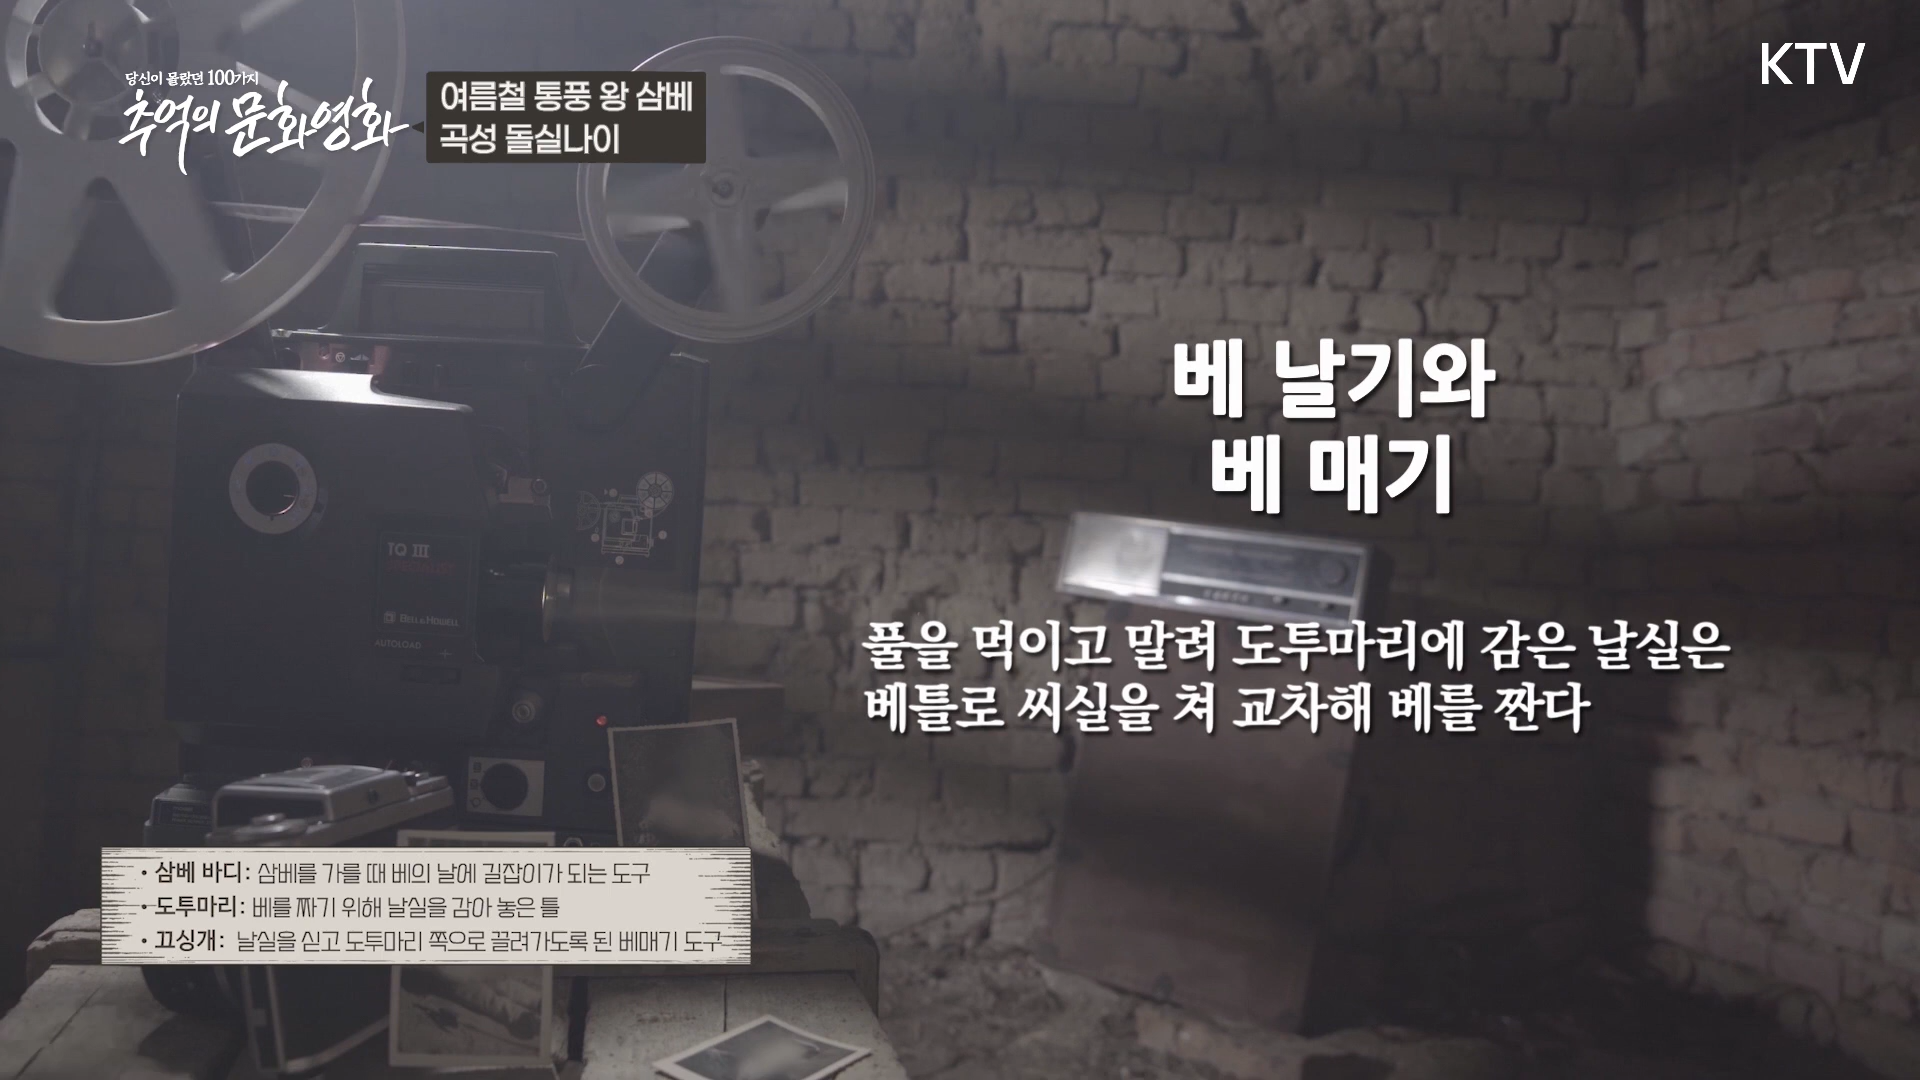 당신이 몰랐던 100가지
추억의 문화영화
여름철 통풍 왕 삼베
곡성 돌실나이
KTV
베 날기와
베 매기
풀을 먹이고 말려 도투마리에 감은 날실은
베틀로 씨실을 쳐 교차해 베를 짠다
TQ III
BELL & HOWELL
AUTOLOAD
• 삼베 바디: 삼베를 가를 때 베의 날에 길잡이가 되는 도구
• 도투마리: 베를 짜기 위해 날실을 감아 놓은 틀
• 끄싱개: 날실을 싣고 도투마리 쪽으로 끌려가도록 된 베매기 도구